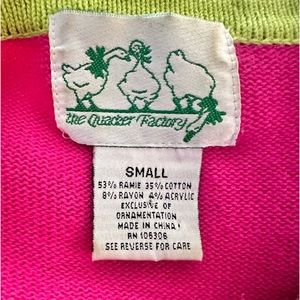 the Quacker Factory
SMALL
53% RAMIE 35% COTTON
8% RAYON 4% ACRYLIC
EXCLUSIVE OF
ORNAMENTATION
MADE IN CHINA
RN 106306
SEE REVERSE FOR CARE